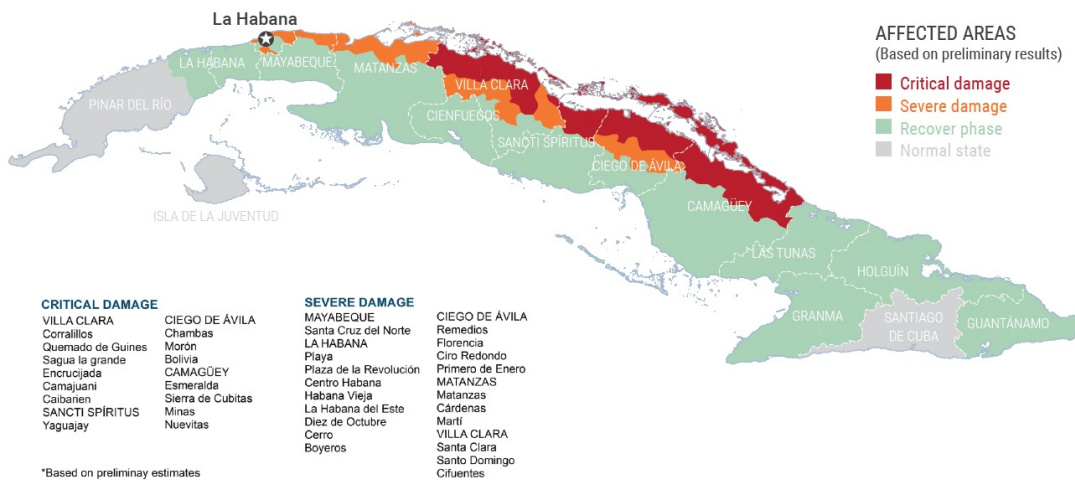 La Habana
AFFECTED AREAS
(Based on preliminary results)
Critical damage
Severe damage
Recover phase
Normal state
LA HABANA
MAYABEQUE
MATANZAS
PINAR DEL RÍO
VILLA CLARA
CIENFUEGOS
SANCTI SPÍRITUS
CIEGO DE ÁVILA
ISLA DE LA JUVENTUD
CAMAGÜEY
LAS TUNAS
HOLGUÍN
GRANMA
SANTIAGO
DE CUBA
GUANTÁNAMO
CRITICAL DAMAGE
VILLA CLARA
Corralillos
Quemado de Guines
Sagua la grande
Encrucijada
Camajuani
Caibarien
SANCTI SPÍRITUS
Yaguajay
CIEGO DE ÁVILA
Chambas
Morón
Bolivia
CAMAGÜEY
Esmeralda
Sierra de Cubitas
Minas
Nuevitas
SEVERE DAMAGE
MAYABEQUE
Santa Cruz del Norte
LA HABANA
Playa
Plaza de la Revolución
Centro Habana
Habana Vieja
La Habana del Este
Diez de Octubre
Cerro
Boyeros
CIEGO DE ÁVILA
Remedios
Florencia
Ciro Redondo
Primero de Enero
MATANZAS
Matanzas
Cárdenas
Martí
VILLA CLARA
Santa Clara
Santo Domingo
Cifuentes
*Based on preliminay estimates